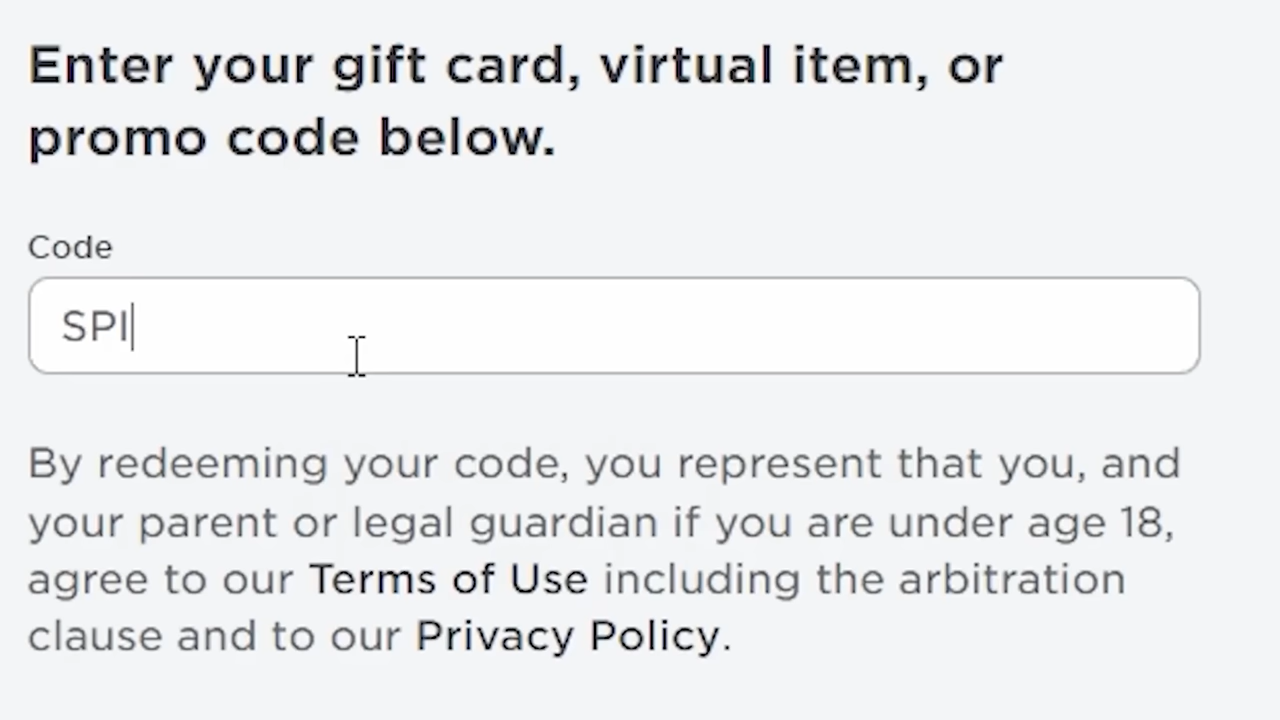 Enter your gift card, virtual item, or
promo code below.
Code
SPI
By redeeming your code, you represent that you, and
your parent or legal guardian if you are under age 18,
agree to our Terms of Use including the arbitration
clause and to our Privacy Policy.